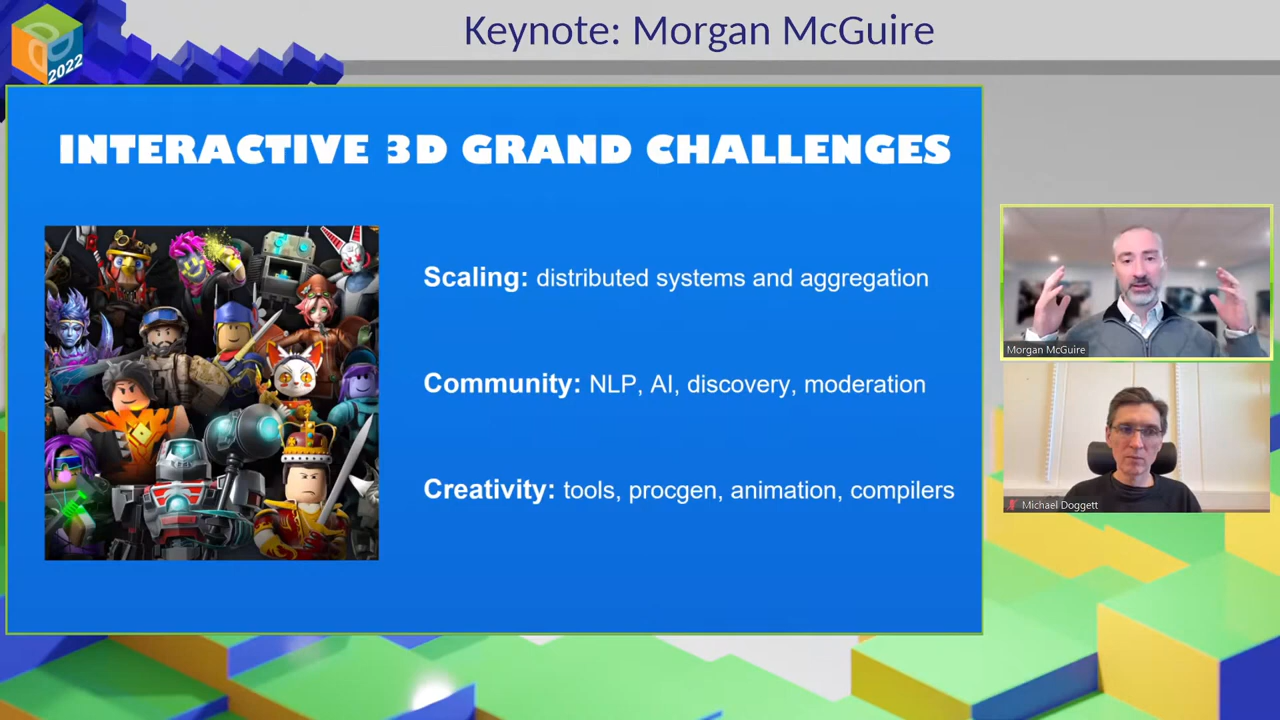 Keynote: Morgan McGuire
2022
INTERACTIVE 3D GRAND CHALLENGES
Scaling: distributed systems and aggregation
Community: NLP, AI, discovery, moderation
Creativity: tools, procgen, animation, compilers
Morgan McGuire
Michael Doggett